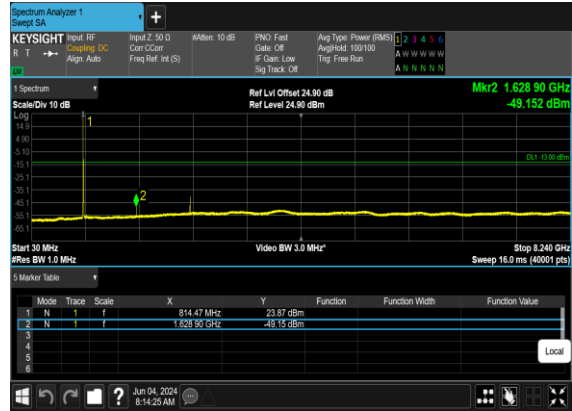 Spectrum Analyzer 1
Swept SA
+
KEYSIGHT
R T
Input: RF
Coupling: DC
Align: Auto
Input Z: 50 Ω
Corr CCorr
Freq Ref: Int (S)
#Atten: 10 dB
PNO: Fast
Gate: Off
IF Gain: Low
Sig Track: Off
Avg Type: Power (RMS)
Avg|Hold: 100/100
Trig: Free Run
1 2 3 4 5 6
A W W W W W
A N N N N N
1 Spectrum
Scale/Div 10 dB
Ref Lvl Offset 24.90 dB
Ref Level 24.90 dBm
Mkr2 1.628 90 GHz
-49.152 dBm
Log
14.9
4.90
-5.10
-15.1
-25.1
-35.1
-45.1
-55.1
-65.1
1
2
DL1 -13.00 dBm
Start 30 MHz
#Res BW 1.0 MHz
Video BW 3.0 MHz*
Stop 8.240 GHz
Sweep 16.0 ms (40001 pts)
5 Marker Table
Mode Trace Scale X Y Function Function Width Function Value
1 N 1 f 814.47 MHz 23.87 dBm
2 N 1 f 1.628 90 GHz -49.15 dBm
3
4
5
6
Local
?
Jun 04, 2024
8:14:25 AM